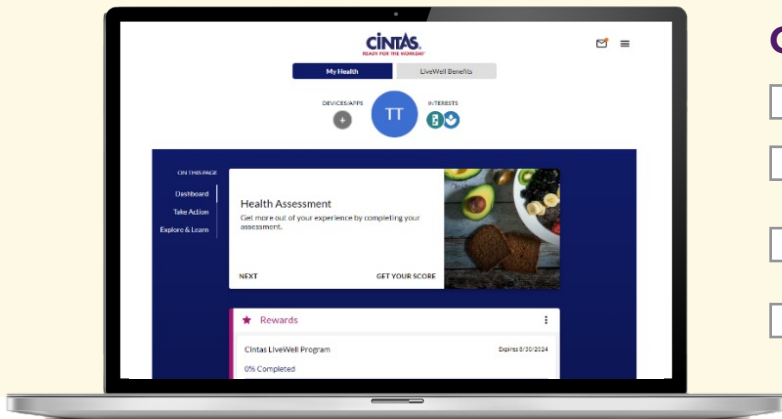 CINTAS.
READY FOR THE WORKDAY®
My Health
LiveWell Benefits
DEVICES/APPS
TT
INTERESTS
ON THIS PAGE
Dashboard
Take Action
Explore & Learn
Health Assessment
Get more out of your experience by completing your
assessment.
NEXT
GET YOUR SCORE
Rewards
Cintas LiveWell Program
Expires 8/30/2024
0% Completed